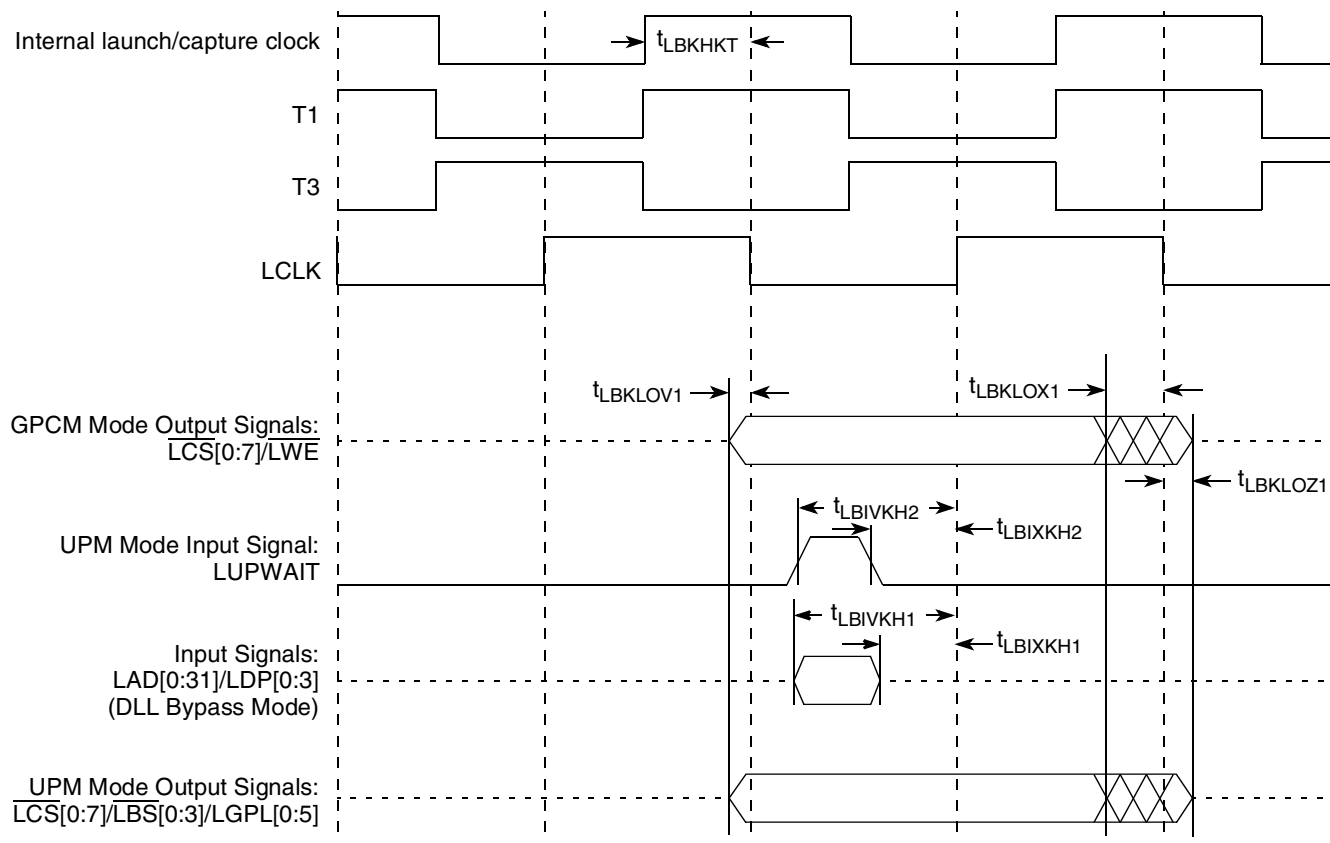 Internal launch/capture clock
tLBKHKT
T1
T3
LCLK
tLBKLOV1
tLBKLOX1
GPCM Mode Output Signals:
LCS[0:7]/LWE
tLBKLOZ1
tLBIVKH2
tLBIXKH2
UPM Mode Input Signal:
LUPWAIT
tLBIVKH1
tLBIXKH1
Input Signals:
LAD[0:31]/LDP[0:3]
(DLL Bypass Mode)
UPM Mode Output Signals:
LCS[0:7]/LBS[0:3]/LGPL[0:5]